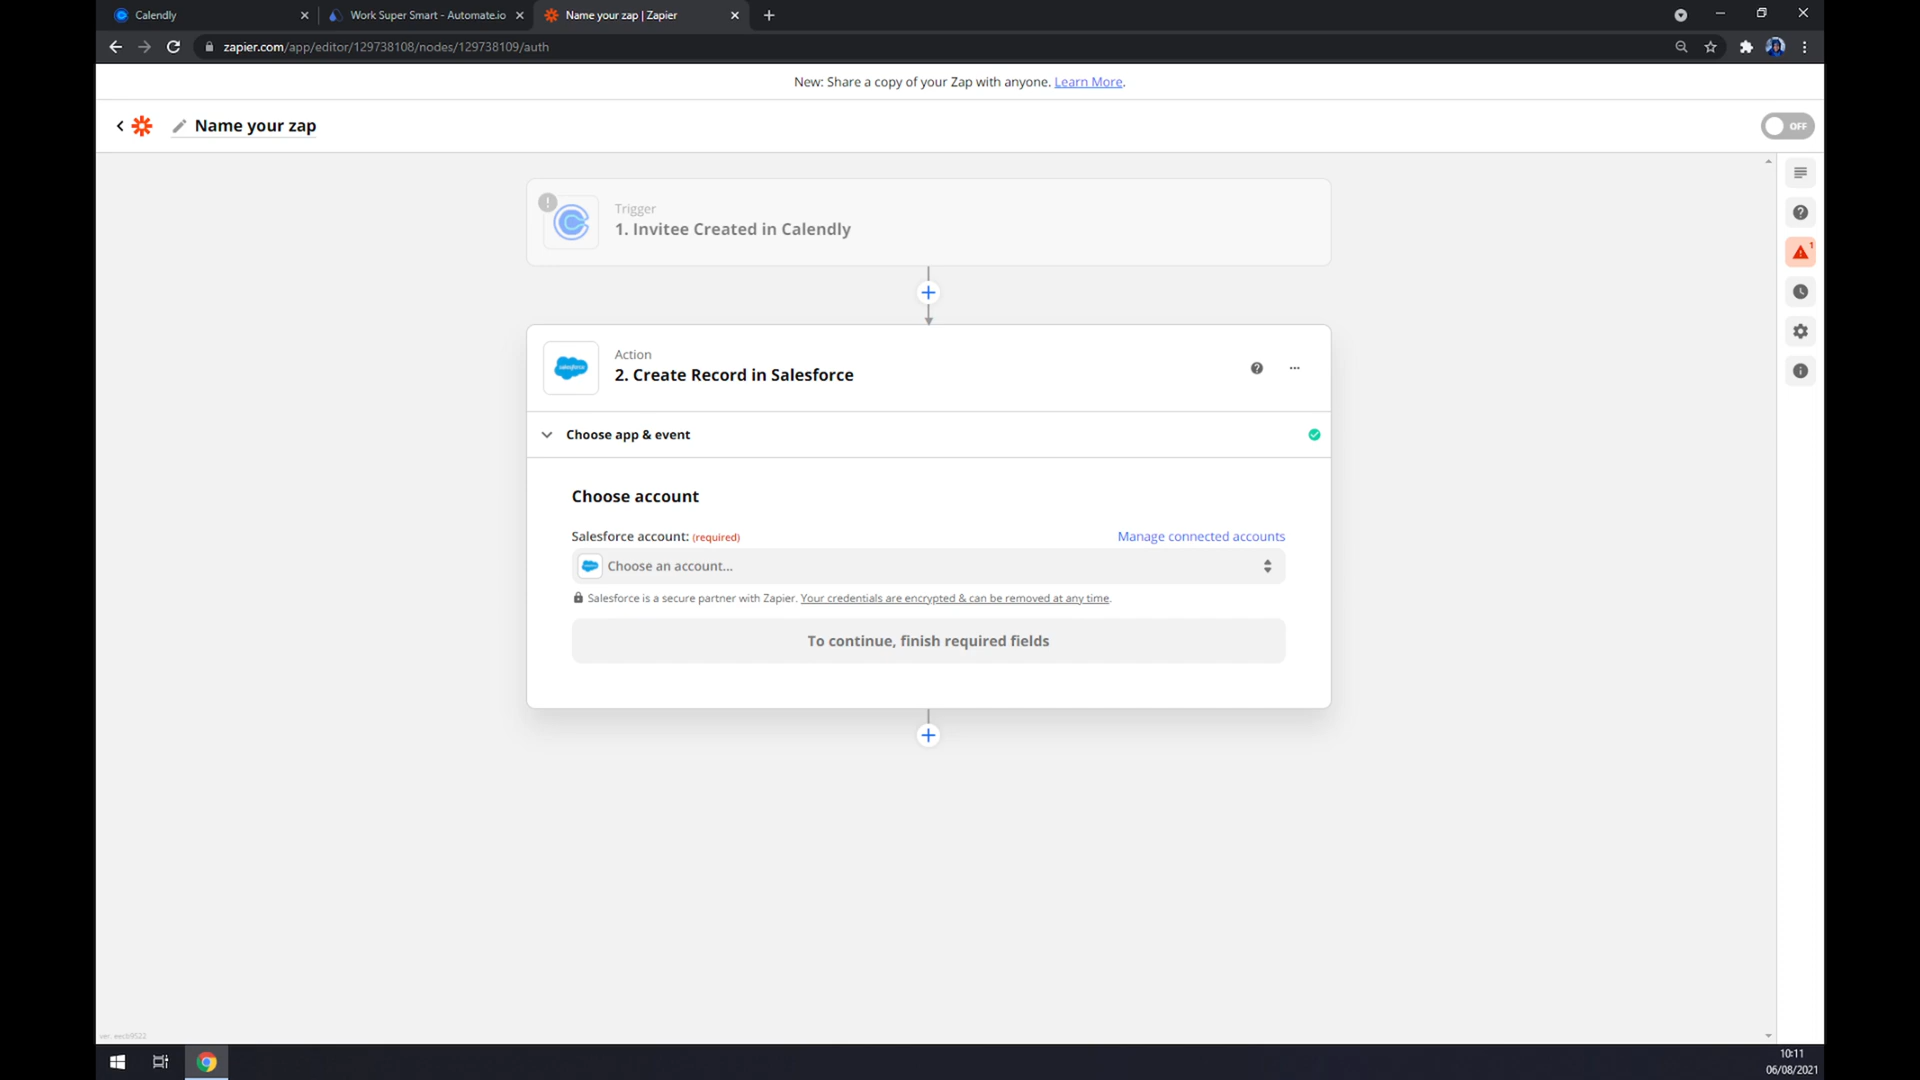 Calendly
Work Super Smart - Automate.io
Name your zap | Zapier
zapier.com/app/editor/129738108/nodes/129738109/auth
New: Share a copy of your Zap with anyone. Learn More.
Name your zap
OFF
Trigger
1. Invitee Created in Calendly
1
Action
2. Create Record in Salesforce
salesforce
Choose app & event
Choose account
Salesforce account: (required)
Manage connected accounts
Choose an account...
Salesforce is a secure partner with Zapier. Your credentials are encrypted & can be removed at any time.
To continue, finish required fields
10:11
06/08/2021